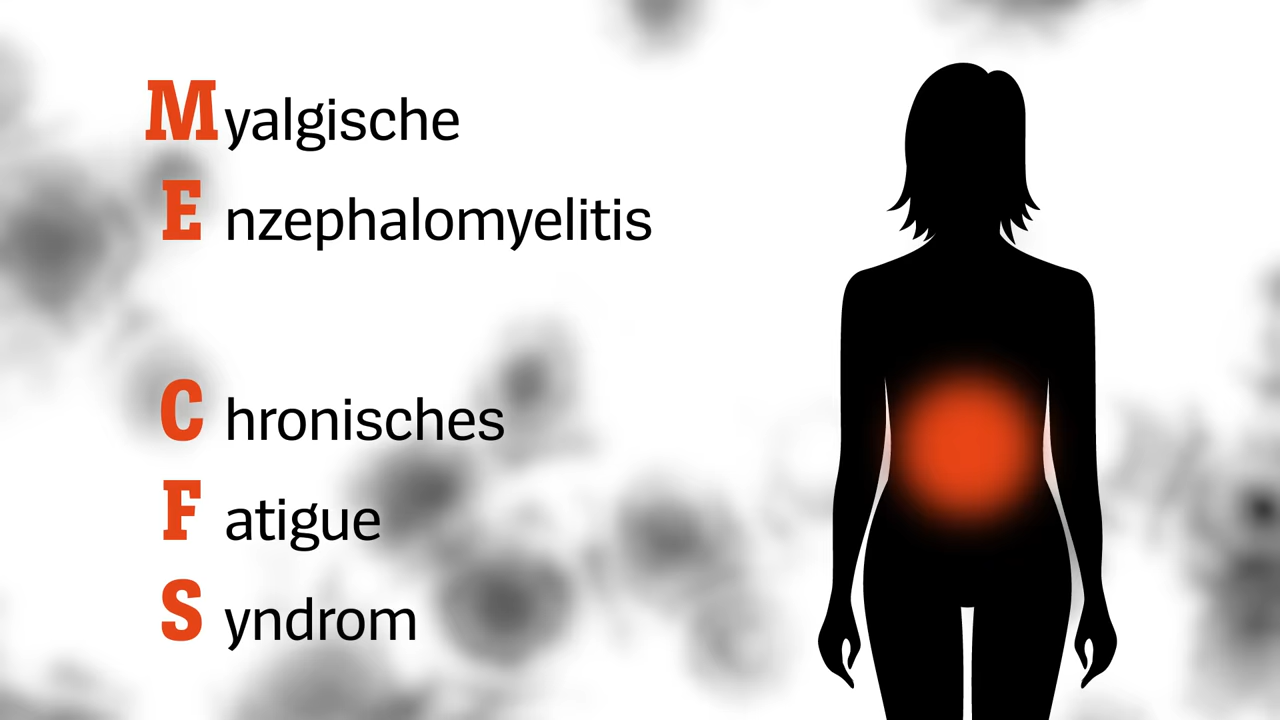 Myalgische
Enzephalomyelitis
Chronisches
Fatigue
Syndrom